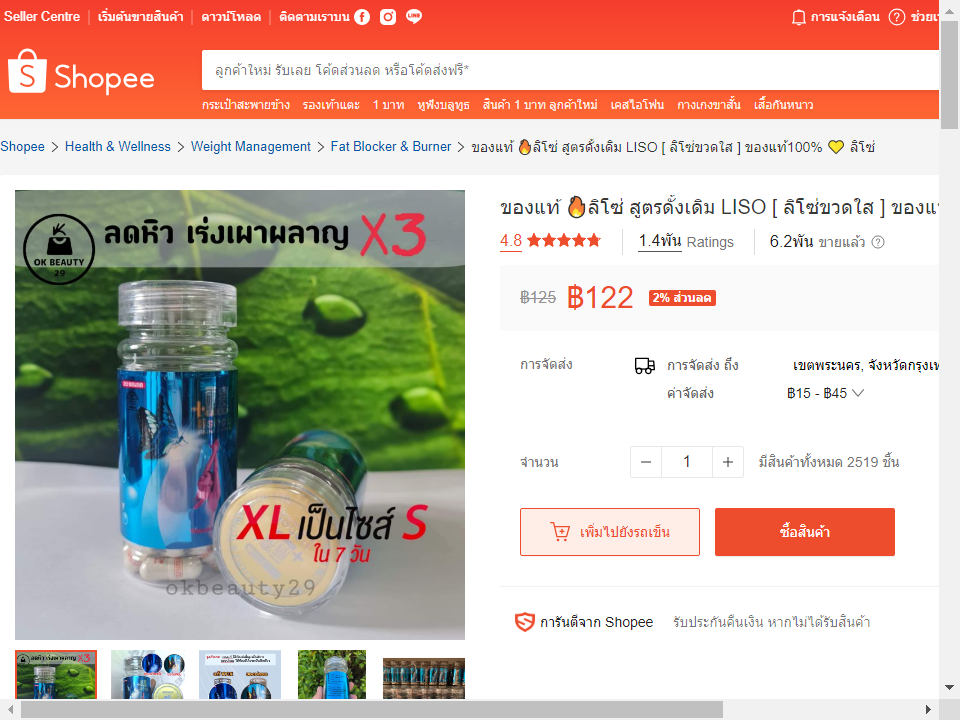 Seller Centre
เริ่มต้นขายสินค้า
ดาวน์โหลด
ติดตามเราบน
LINE
การแจ้งเตือน
Shopee
ลูกค้าใหม่ รับเลย โค้ดส่วนลด หรือโค้ดส่งฟรี*
กระเป๋าสะพายข้าง รองเท้าแตะ 1 บาท หูฟังบลูทูธ สินค้า 1 บาท ลูกค้าใหม่ เคสไอโฟน กางเกงขาสั้น เสื้อกันหนาว
Shopee > Health & Wellness > Weight Management > Fat Blocker & Burner > ของแท้ 🔥ลิโซ่ สูตรดั้งเดิม LISO [ ลิโซ่ขวดใส ] ของแท้100% 💛 ลิโซ่
ลดหิว เร่งเผาผลาญ X3
OK BEAUTY
29
XL เป็นไซส์ S
ใน 7 วัน
okbeauty29
ของแท้ 🔥ลิโซ่ สูตรดั้งเดิม LISO [ ลิโซ่ขวดใส ]
4.8
1.4พัน Ratings
6.2พัน ขายแล้ว
฿125 ฿122 2% ส่วนลด
การจัดส่ง
การจัดส่ง ถึง
เขตพระนคร,
ค่าจัดส่ง
฿15 - ฿45
จำนวน
1
มีสินค้าทั้งหมด 2519 ชิ้น
เพิ่มไปยังรถเข็น
ซื้อสินค้า
การันตีจาก Shopee
รับประกันคืนเงิน หากไม่ได้รับสินค้า
ลดหิว เร่งเผาผลาญ X3